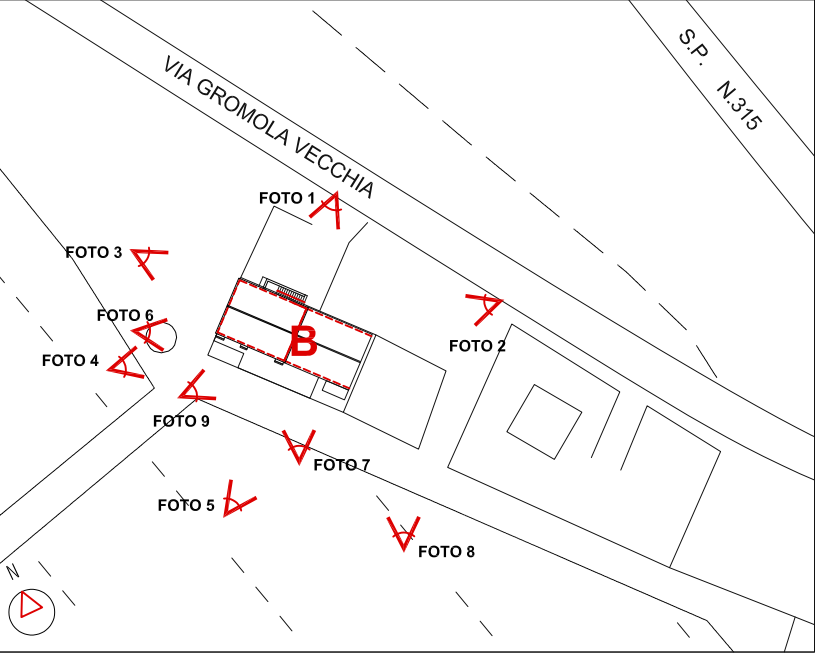 S.P. N.315
VIA GROMOLA VECCHIA
FOTO 1
FOTO 3
FOTO 6
FOTO 2
B
FOTO 4
FOTO 9
FOTO 7
FOTO 5
FOTO 8
N